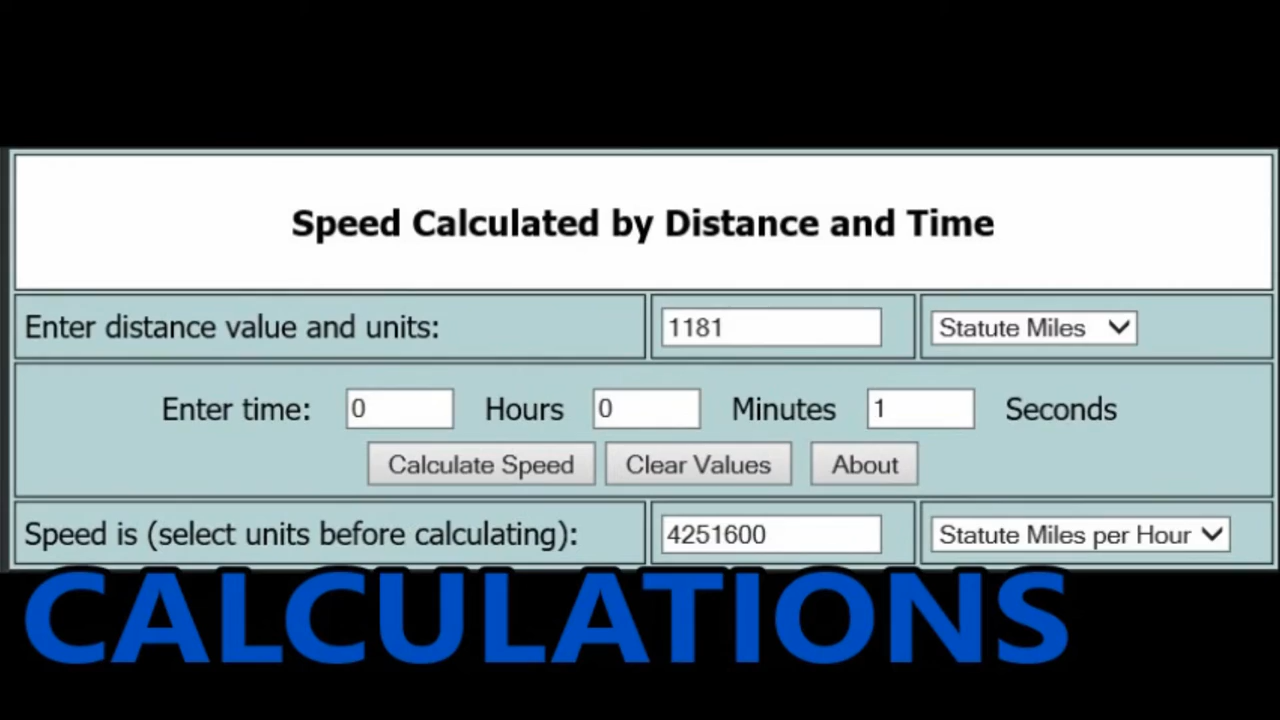 Speed Calculated by Distance and Time
Enter distance value and units: 1181 Statute Miles
Enter time: 0 Hours 0 Minutes 1 Seconds
Calculate Speed Clear Values About
Speed is (select units before calculating): 4251600 Statute Miles per Hour
CALCULATIONS